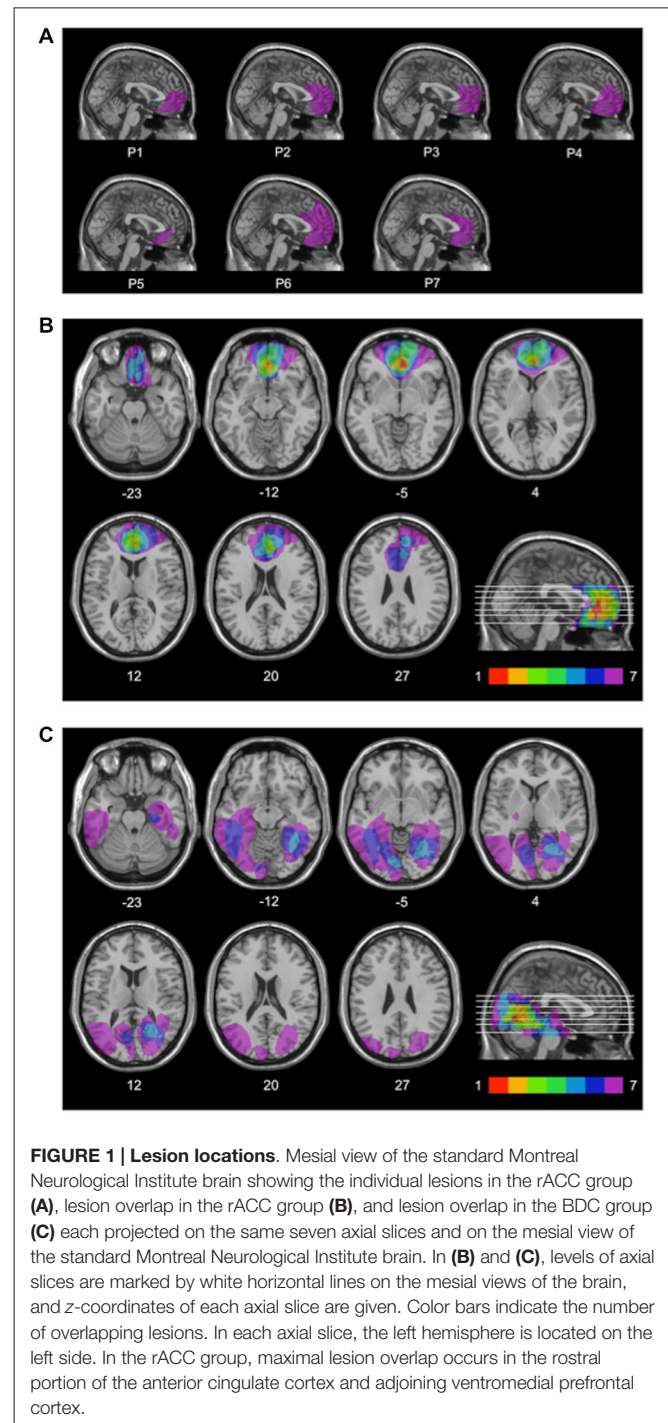 A
P1 P2 P3 P4
P5 P6 P7
B
-23 -12 -5 4
12 20 27 1 7
C
-23 -12 -5 4
12 20 27 1 7
FIGURE 1 | Lesion locations. Mesial view of the standard Montreal
Neurological Institute brain showing the individual lesions in the rACC group
(A), lesion overlap in the rACC group (B), and lesion overlap in the BDC group
(C) each projected on the same seven axial slices and on the mesial view of
the standard Montreal Neurological Institute brain. In (B) and (C), levels of axial
slices are marked by white horizontal lines on the mesial views of the brain,
and z-coordinates of each axial slice are given. Color bars indicate the number
of overlapping lesions. In each axial slice, the left hemisphere is located on the
left side. In the rACC group, maximal lesion overlap occurs in the rostral
portion of the anterior cingulate cortex and adjoining ventromedial prefrontal
cortex.